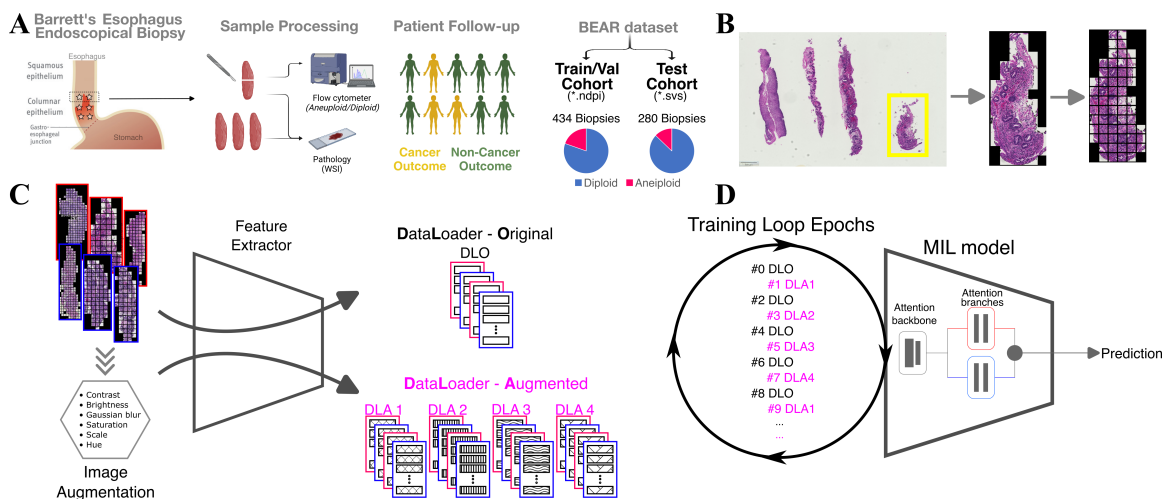 A
Barrett's Esophagus
Endoscopical Biopsy
Esophagus
Squamous
epithelium
Columnar
epithelium
Gastro-
esophageal
junction
Stomach
Sample Processing
Flow cytometer
(Aneuploid/Diploid)
Pathology
(WSI)
Patient Follow-up
Cancer
Outcome
Non-Cancer
Outcome
BEAR dataset
Train/Val
Cohort
(*.ndpi)
434 Biopsies
Test
Cohort
(*.svs)
280 Biopsies
Diploid
Aneiploid
B
C
Feature
Extractor
• Contrast
• Brightness
• Gaussian blur
• Saturation
• Scale
• Hue
Image
Augmentation
DataLoader - Original
DLO
DataLoader - Augmented
DLA 1
DLA 2
DLA 3
DLA 4
D
Training Loop Epochs
#0 DLO
#1 DLA1
#2 DLO
#3 DLA2
#4 DLO
#5 DLA3
#6 DLO
#7 DLA4
#8 DLO
#9 DLA1
...
...
MIL model
Attention
backbone
Attention
branches
Prediction